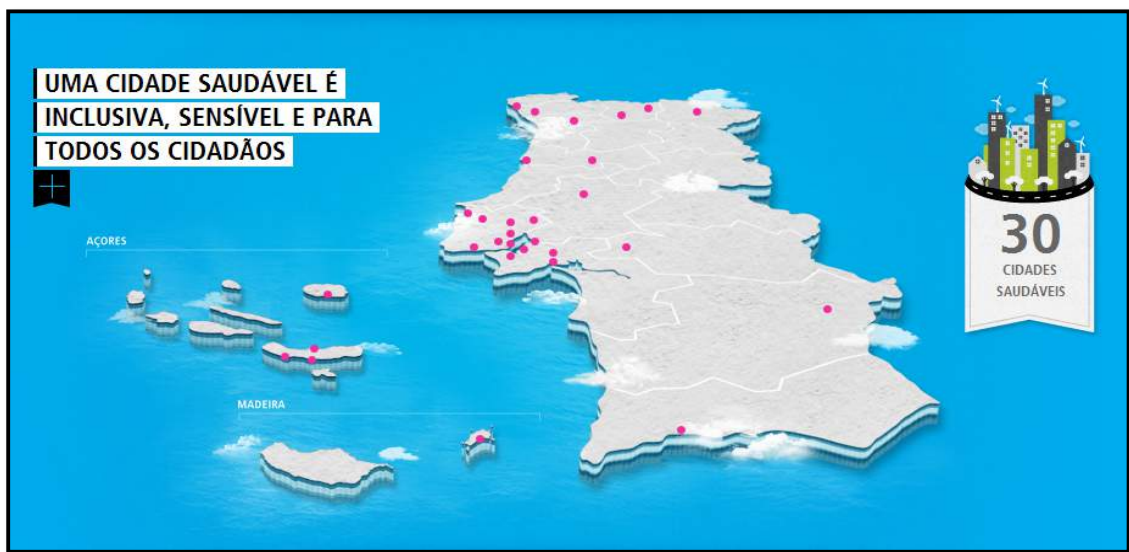 UMA CIDADE SAUDÁVEL É
INCLUSIVA, SENSÍVEL E PARA
TODOS OS CIDADÃOS
AÇORES
MADEIRA
30
CIDADES
SAUDÁVEIS